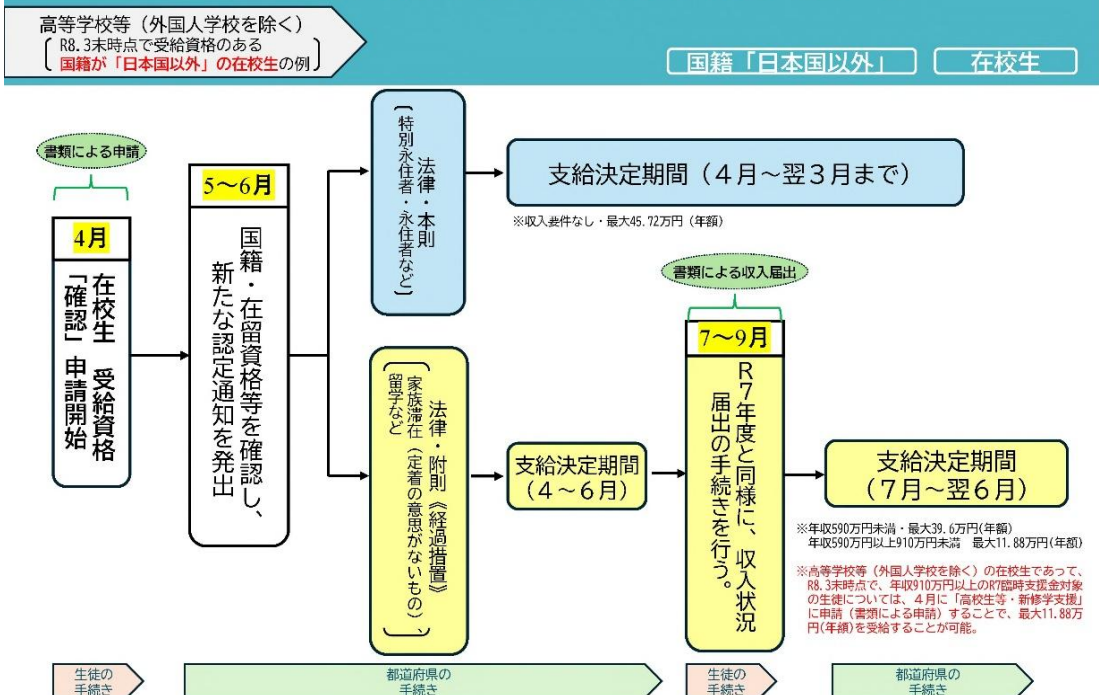 高等学校等（外国人学校を除く）
R8.3末時点で受給資格のある
国籍が「日本国以外」の在校生の例
国籍「日本国以外」
在校生
書類による申請
4月
在校生　受給資格
「確認」申請開始
5～6月
国籍・在留資格等を確認し、
新たな認定通知を発出
法律・本則
（特別永住者・永住者など）
支給決定期間（４月～翌３月まで）
※収入要件なし・最大45.72万円（年額）
法律・附則《経過措置》
家族滞在（定着の意思がないもの）、
留学など
支給決定期間
（４～６月）
書類による収入届出
7～9月
Ｒ７年度と同様に、収入状況
届出の手続きを行う。
支給決定期間
（７月～翌６月）
※年収590万円未満・最大39.6万円(年額)
年収590万円以上910万円未満　最大11.88万円(年額)
※高等学校等（外国人学校を除く）の在校生であって、
R8.3末時点で、年収910万円以上のR7臨時支援金対象
の生徒については、４月に「高校生等・新修学支援」
に申請（書類による申請）することで、最大11.88万
円(年額)を受給することが可能。
生徒の
手続き
都道府県の
手続き
生徒の
手続き
都道府県の
手続き